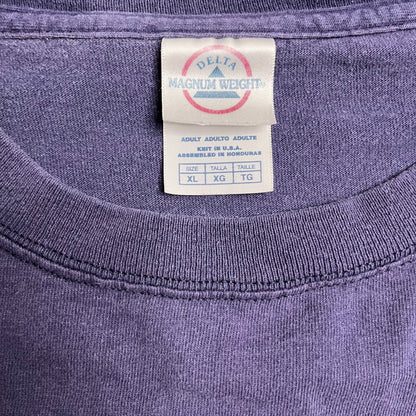 DELTA
MAGNUM WEIGHT®
ADULT ADULTO ADULTE
KNIT IN U.S.A.
ASSEMBLED IN HONDURAS
SIZE TALLA TAILLE
XL XG TG